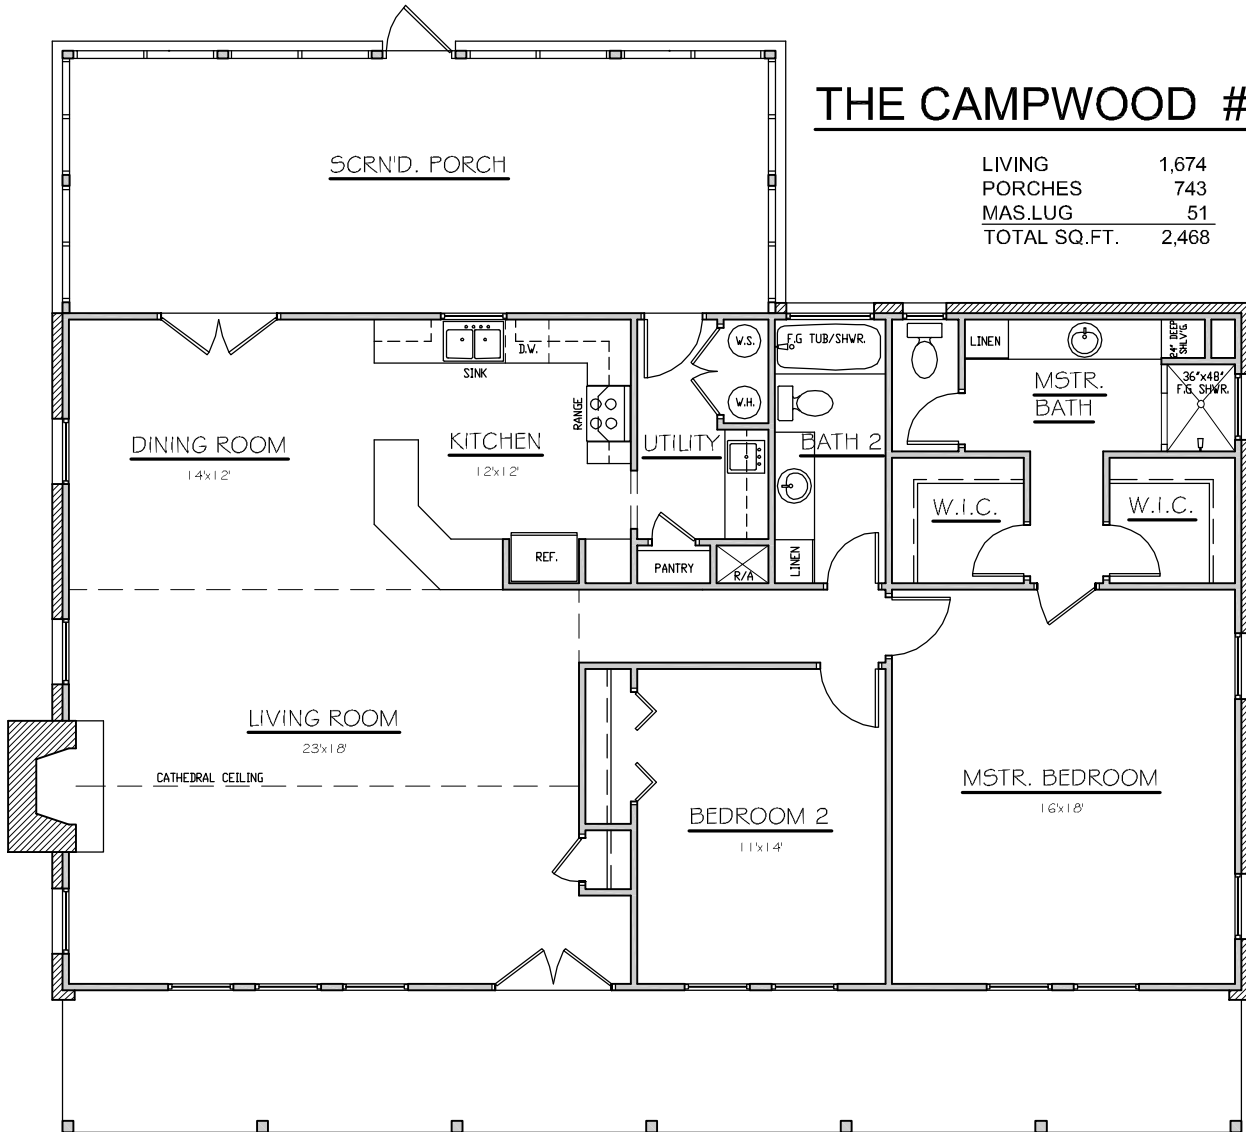 THE CAMPWOOD #
LIVING 1,674
PORCHES 743
MAS.LUG 51
TOTAL SQ.FT. 2,468
SCRN'D. PORCH
SINK
D.W.
RANGE
W.S.
W.H.
F.G TUB/SHWR.
LINEN
24" DEEP
SHLV'G
36"x48"
F.G SHWR.
MSTR.
BATH
DINING ROOM
14'x12'
KITCHEN
12'x12'
UTILITY
BATH 2
W.I.C.
W.I.C.
REF.
PANTRY
R/A
LINEN
LIVING ROOM
23'x18'
CATHEDRAL CEILING
BEDROOM 2
11'x14'
MSTR. BEDROOM
16'x18'